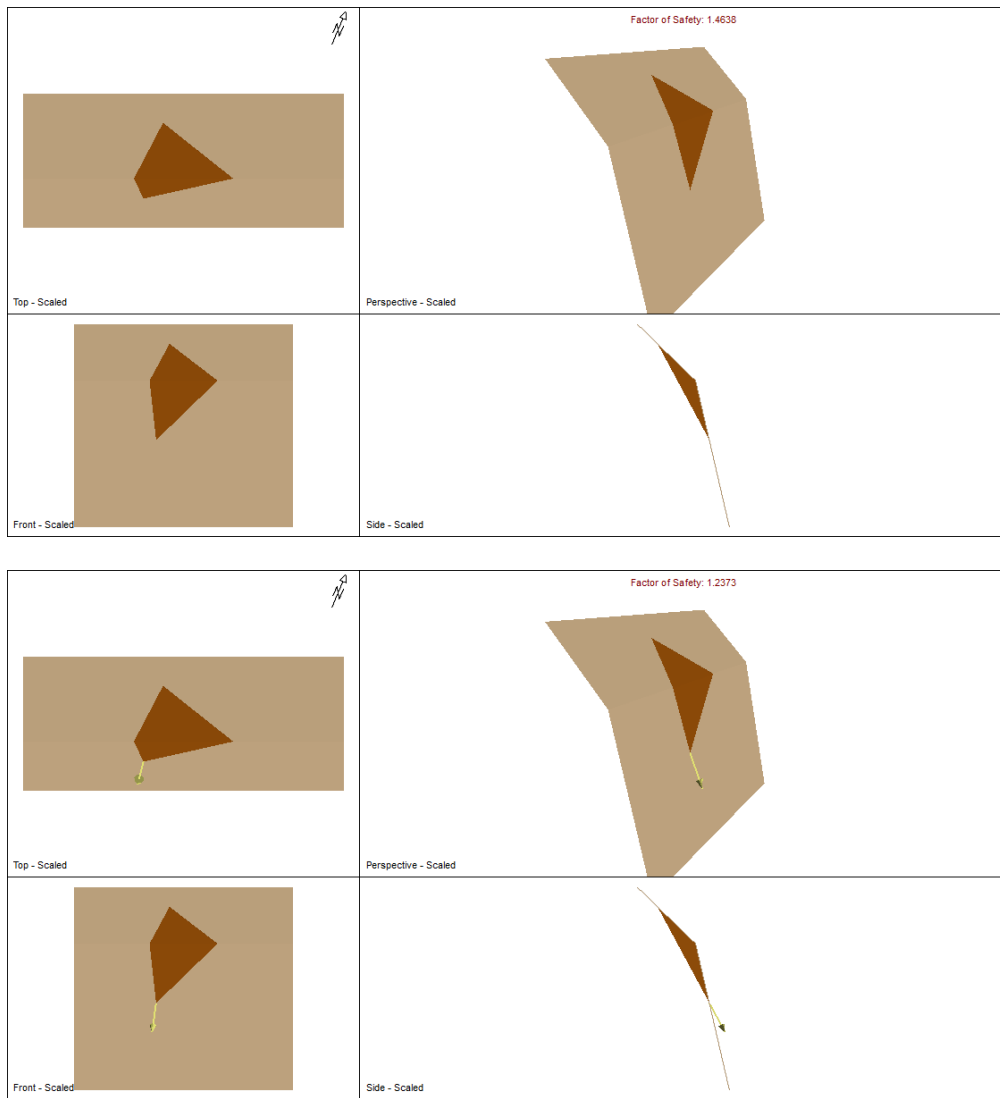 N
Factor of Safety: 1.4638
Top - Scaled
Perspective - Scaled
Front - Scaled
Side - Scaled
N
Factor of Safety: 1.2373
Top - Scaled
Perspective - Scaled
Front - Scaled
Side - Scaled